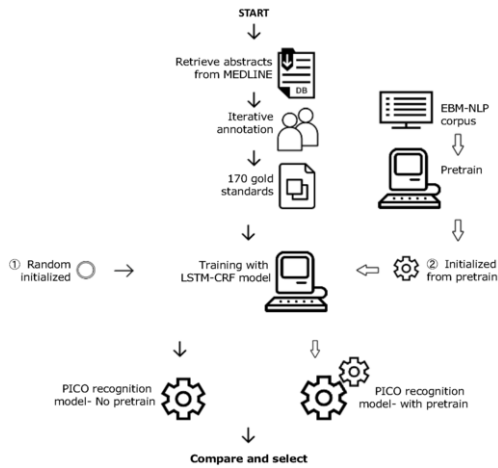 START
Retrieve abstracts
from MEDLINE
DB
Iterative
annotation
EBM-NLP
corpus
170 gold
standards
Pretrain
① Random
initialized
Training with
LSTM-CRF model
② Initialized
from pretrain
PICO recognition
model- No pretrain
PICO recognition
model- with pretrain
Compare and select